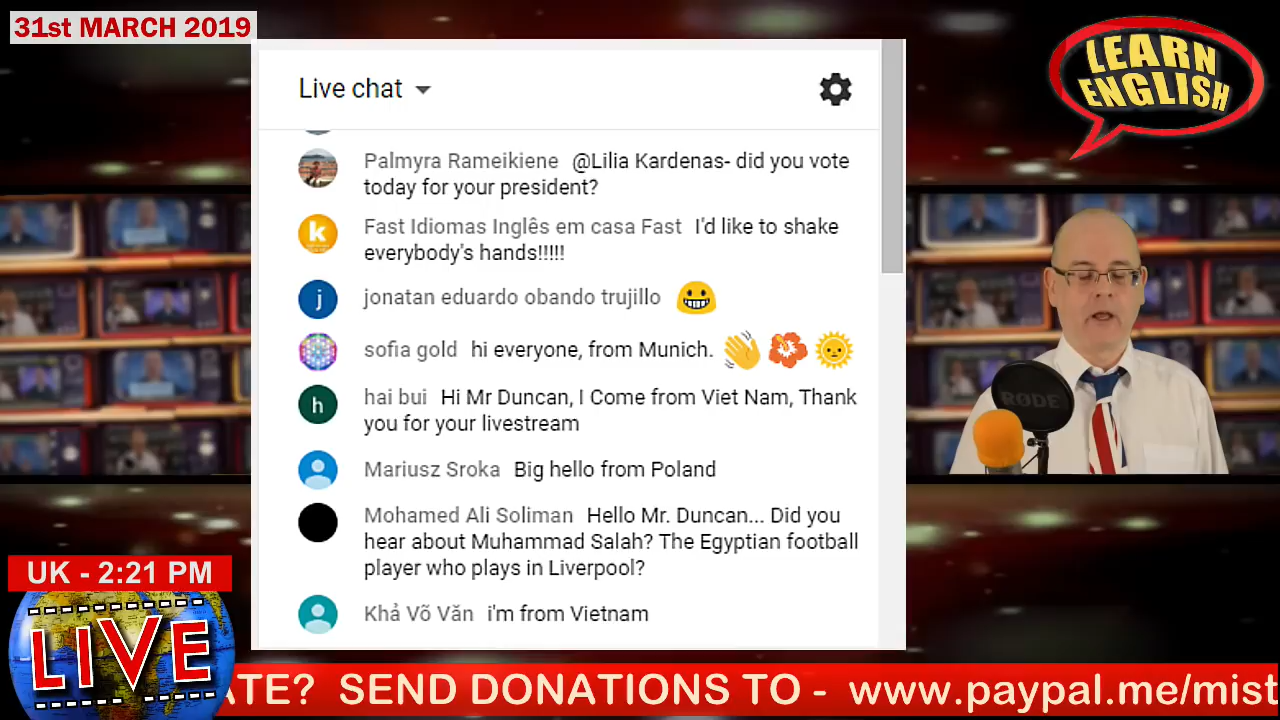 31st MARCH 2019
LEARN
ENGLISH
Live chat
Palmyra Rameikiene @Lilia Kardenas- did you vote
today for your president?
Fast Idiomas Inglês em casa Fast I'd like to shake
everybody's hands!!!!!
jonatan eduardo obando trujillo 😀
sofia gold hi everyone, from Munich. 👋🌺🌞
hai bui Hi Mr Duncan, I Come from Viet Nam, Thank
you for your livestream
Mariusz Sroka Big hello from Poland
Mohamed Ali Soliman Hello Mr. Duncan... Did you
hear about Muhammad Salah? The Egyptian football
player who plays in Liverpool?
Khả Võ Văn i'm from Vietnam
k
j
h
RØDE
UK - 2:21 PM
LIVE
ATE? SEND DONATIONS TO - www.paypal.me/mist